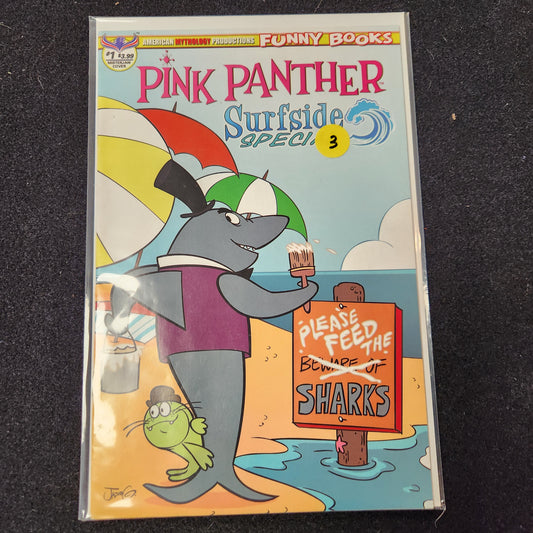 AMERICAN MYTHOLOGY PRODUCTIONS FUNNY BOOKS
#1 $3.99
COVER
PINK PANTHER
Surfside
SPECI
3
PLEASE
FEED THE
BEWARE OF
SHARKS